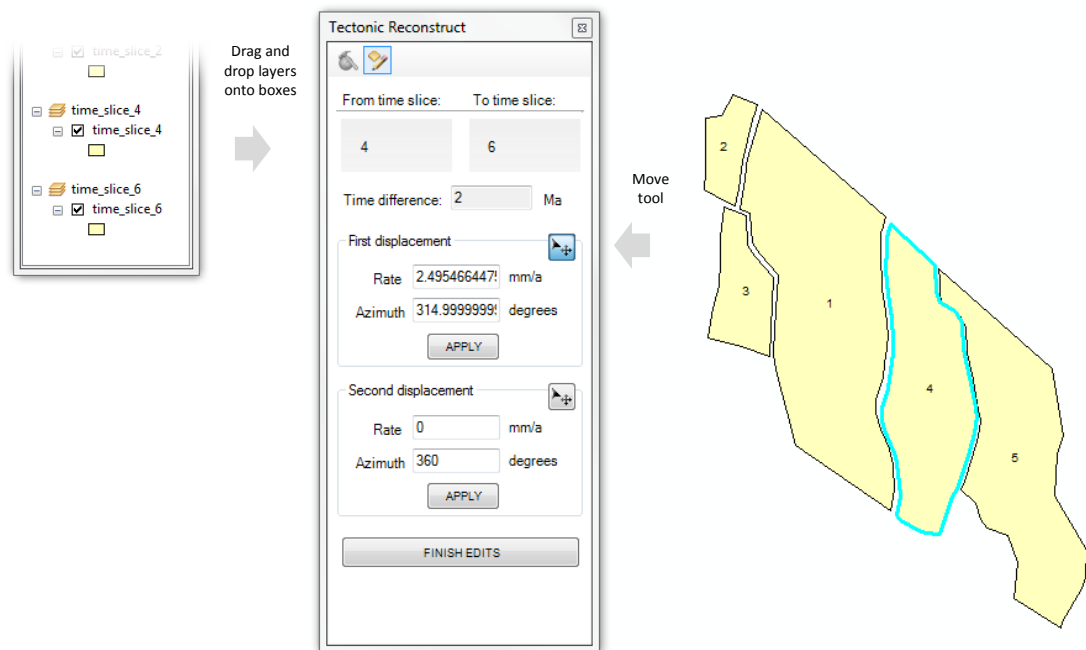 time_slice_2
time_slice_4
time_slice_4
time_slice_6
time_slice_6
Drag and
drop layers
onto boxes
Tectonic Reconstruct
From time slice:
To time slice:
4
6
Time difference: 2 Ma
First displacement
Rate 2.4954664475 mm/a
Azimuth 314.99999999 degrees
APPLY
Second displacement
Rate 0 mm/a
Azimuth 360 degrees
APPLY
FINISH EDITS
Move
tool
2
3
1
4
5